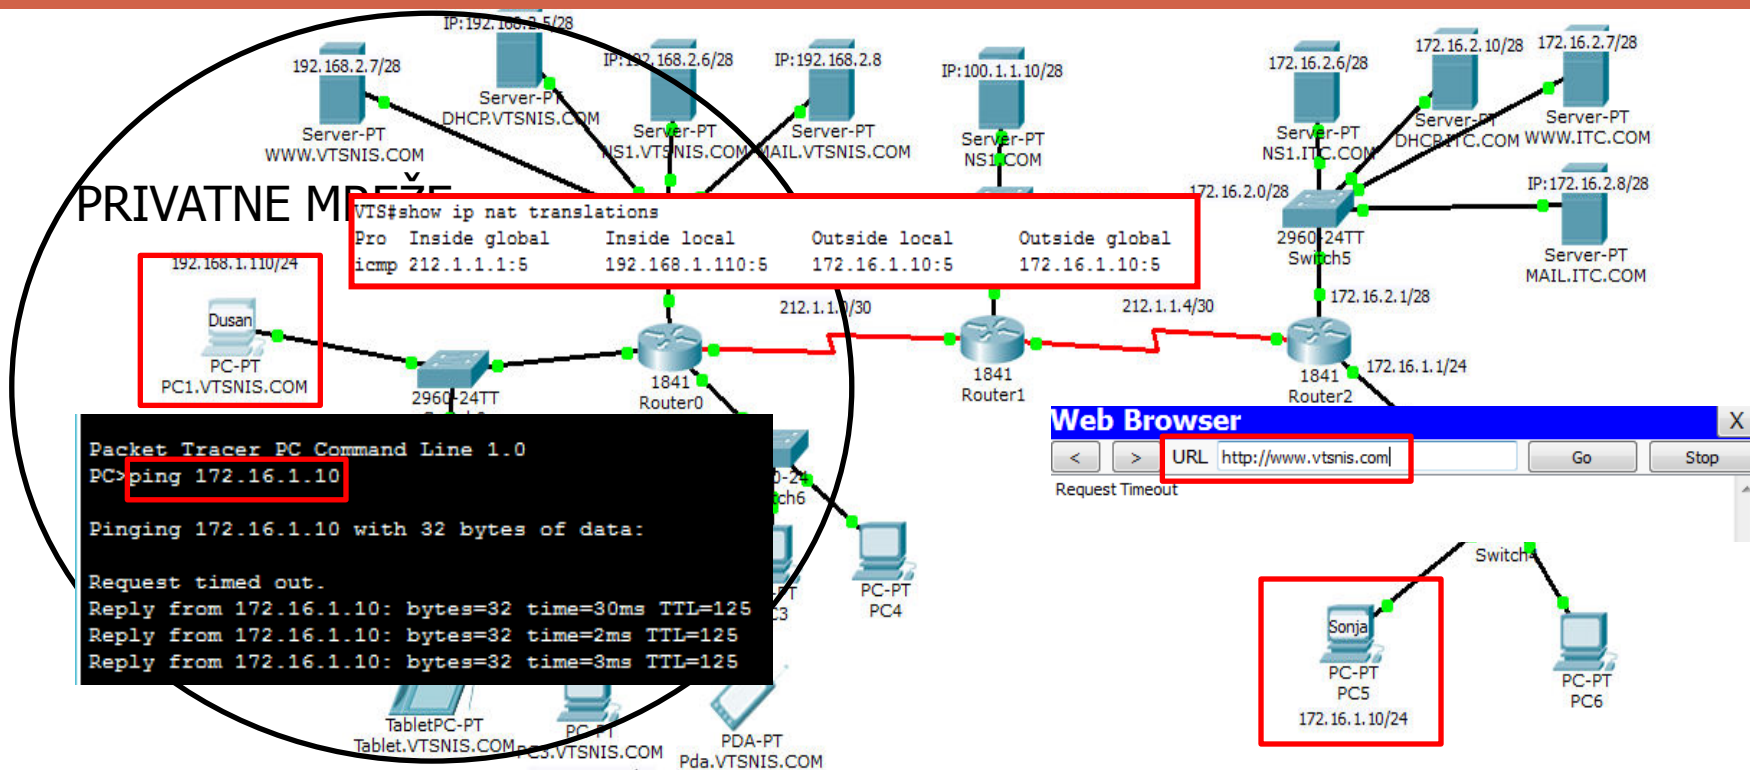 IP:192.168.2.5/28
192.168.2.7/28
IP:192.168.2.6/28
IP:192.168.2.8
IP:100.1.1.10/28
172.16.2.6/28
172.16.2.10/28
172.16.2.7/28
Server-PT
WWW.VTSNIS.COM
Server-PT
DHCP.VTSNIS.COM
Server-PT
NS1.VTSNIS.COM
Server-PT
MAIL.VTSNIS.COM
Server-PT
NS1.COM
Server-PT
NS1.ITC.COM
Server-PT
DHCP.ITC.COM
Server-PT
WWW.ITC.COM
PRIVATNE MREŽE
172.16.2.0/28
IP:172.16.2.8/28
2960-24TT
Switch5
Server-PT
MAIL.ITC.COM
VTS#show ip nat translations
Pro Inside global Inside local Outside local Outside global
icmp 212.1.1.1:5 192.168.1.110:5 172.16.1.10:5 172.16.1.10:5
192.168.1.110/24
Dusan
PC-PT
PC1.VTSNIS.COM
2960-24TT
1841
Router0
212.1.1.0/30
1841
Router1
212.1.1.4/30
172.16.2.1/28
1841
Router2
172.16.1.1/24
Packet Tracer PC Command Line 1.0
PC>ping 172.16.1.10
Pinging 172.16.1.10 with 32 bytes of data:
Request timed out.
Reply from 172.16.1.10: bytes=32 time=30ms TTL=125
Reply from 172.16.1.10: bytes=32 time=2ms TTL=125
Reply from 172.16.1.10: bytes=32 time=3ms TTL=125
PC-PT
PC4
Web Browser
X
< > URL http://www.vtsnis.com Go Stop
Request Timeout
Switch4
Sonja
PC-PT
PC5
172.16.1.10/24
PC-PT
PC6
TabletPC-PT
Tablet.VTSNIS.COM
PC-PT
PC3.VTSNIS.COM
PDA-PT
Pda.VTSNIS.COM